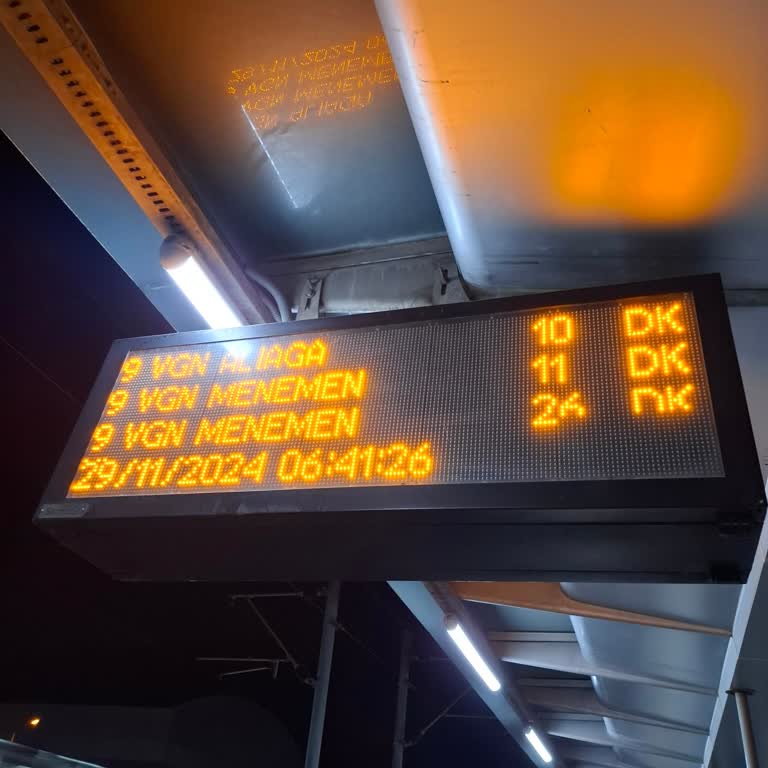 9 VGN ALİAĞA 10 DK
9 VGN MENEMEN 11 DK
9 VGN MENEMEN 26 DK
29/11/2024 06:41:26